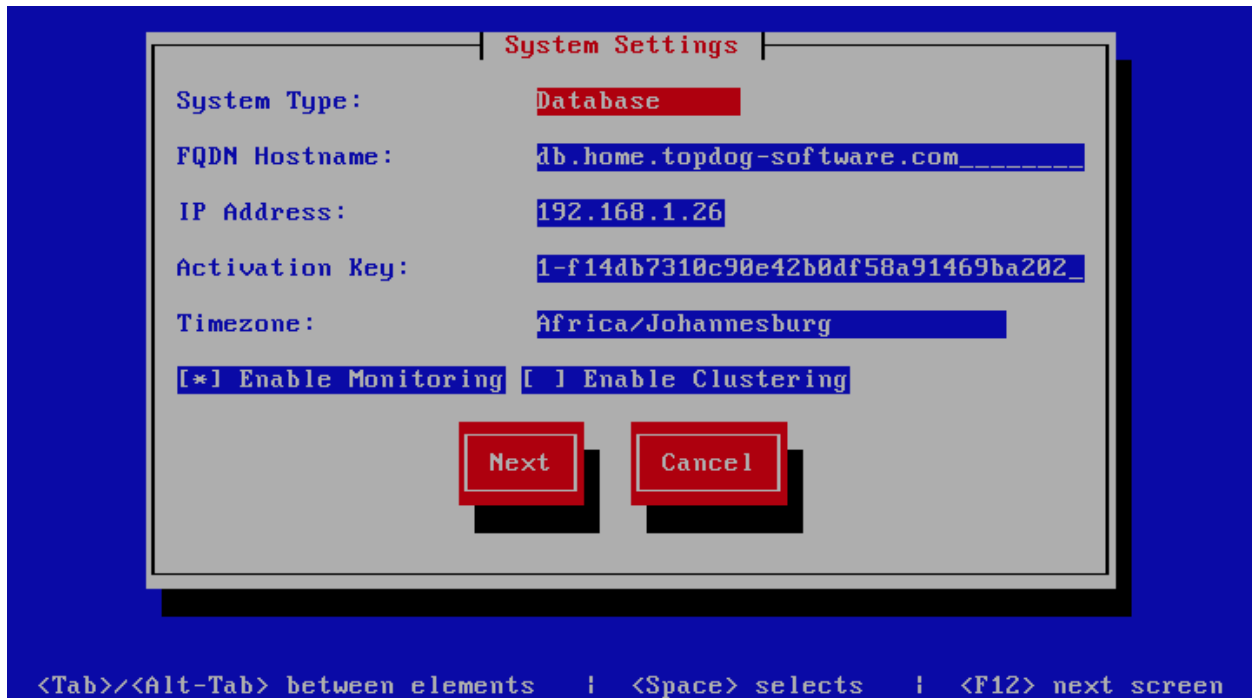 System Settings
System Type: Database
FQDN Hostname: db.home.topdog-software.com________
IP Address: 192.168.1.26
Activation Key: 1-f14db7310c90e42b0df58a91469ba202_
Timezone: Africa/Johannesburg
[*] Enable Monitoring [ ] Enable Clustering
Next Cancel
<Tab>/<Alt-Tab> between elements | <Space> selects | <F12> next screen